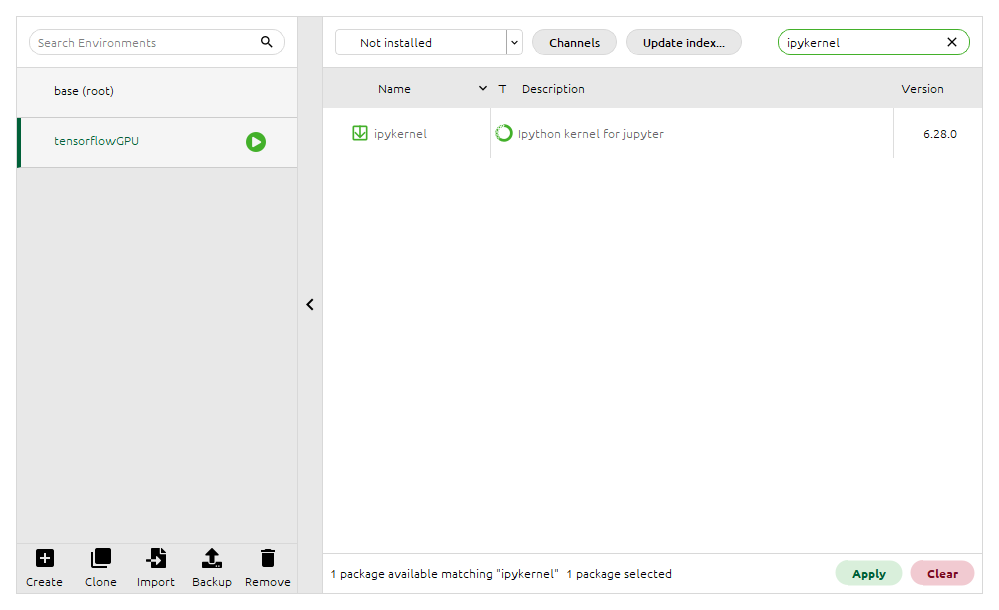 Search Environments
Not installed
Channels
Update index...
ipykernel
base (root)
tensorflowGPU
Name
T
Description
Version
ipykernel
Ipython kernel for jupyter
6.28.0
Create
Clone
Import
Backup
Remove
1 package available matching "ipykernel" 1 package selected
Apply
Clear